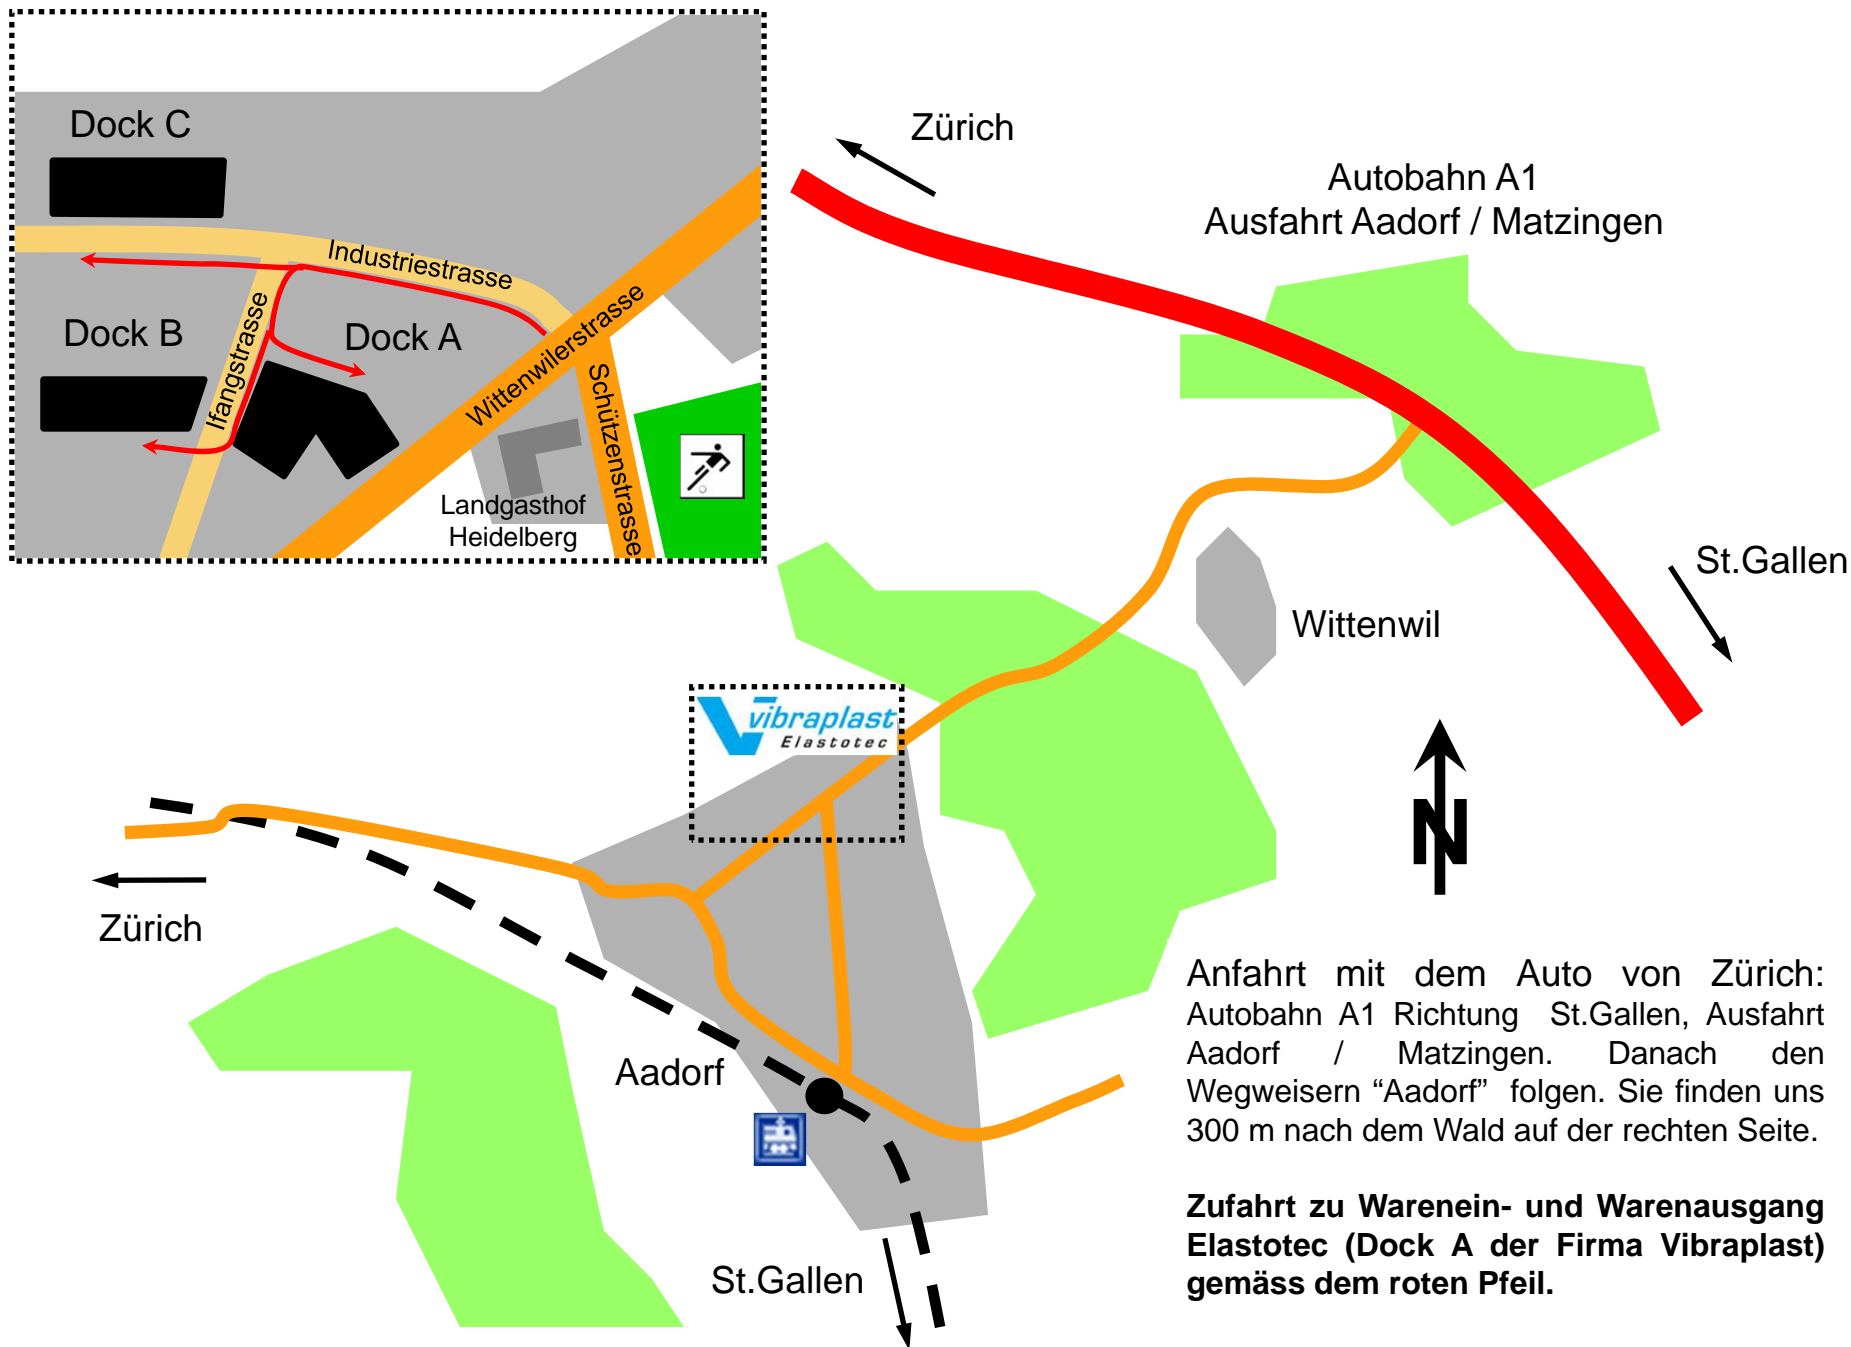 Dock C
Industriestrasse
Dock B
Dock A
Ifangstrasse
Wittenwilerstrasse
Schützenstrasse
Landgasthof
Heidelberg
Zürich
Autobahn A1
Ausfahrt Aadorf / Matzingen
St.Gallen
Wittenwil
vibraplast
Elastotec
N
Zürich
Aadorf
St.Gallen
Anfahrt mit dem Auto von Zürich:
Autobahn A1 Richtung St.Gallen, Ausfahrt
Aadorf / Matzingen. Danach den
Wegweisern “Aadorf” folgen. Sie finden uns
300 m nach dem Wald auf der rechten Seite.
Zufahrt zu Warenein- und Warenausgang
Elastotec (Dock A der Firma Vibraplast)
gemäss dem roten Pfeil.